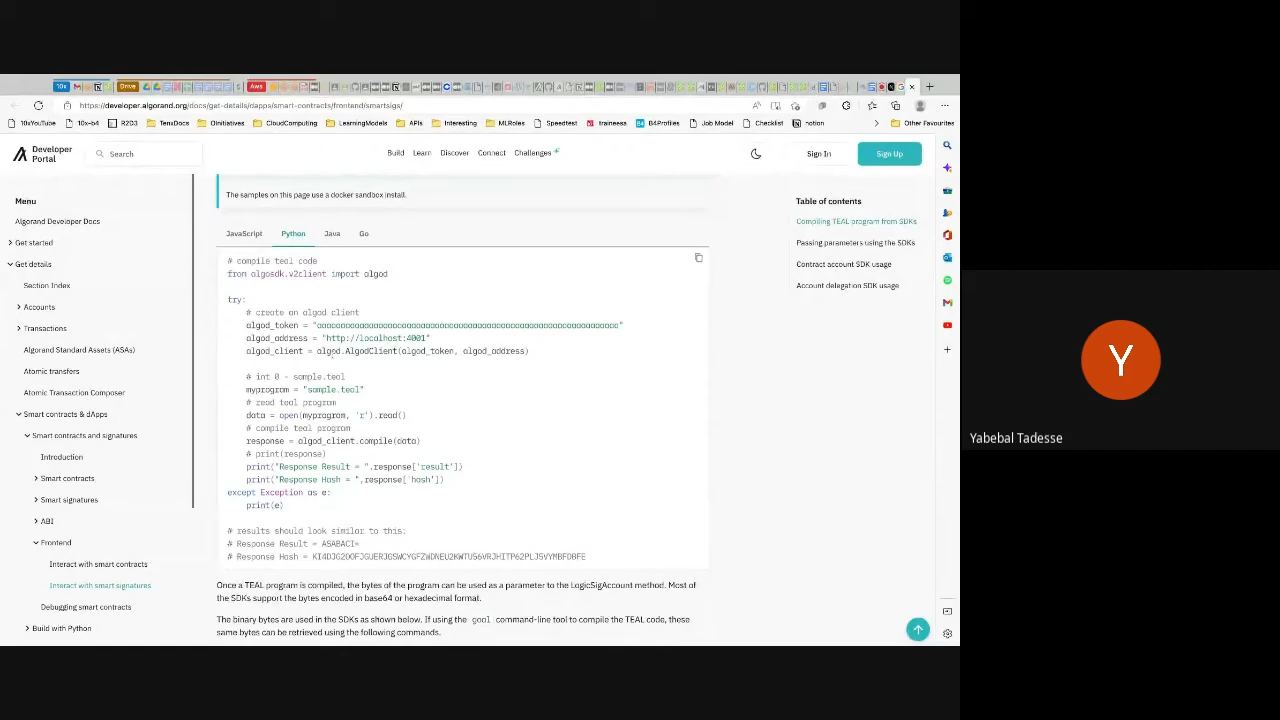 10x
Drive
Aws
https://developer.algorand.org/docs/get-details/dapps/smart-contracts/frontend/smartsigs/
10xYouTube
10x-b4
R2D3
TenxDocs
OInitiatives
CloudComputing
LearningModels
APIs
Interesting
MLRoles
Speedtest
traineesa
B4Profiles
Job Model
Checklist
notion
Other Favourites
Developer
Portal
Search
Build
Learn
Discover
Connect
Challenges
Sign In
Sign Up
Menu
Algorand Developer Docs
Get started
Get details
Section Index
Accounts
Transactions
Algorand Standard Assets (ASAs)
Atomic transfers
Atomic Transaction Composer
Smart contracts & dApps
Smart contracts and signatures
Introduction
Smart contracts
Smart signatures
ABI
Frontend
Interact with smart contracts
Interact with smart signatures
Debugging smart contracts
Build with Python
The samples on this page use a docker sandbox install.
JavaScript
Python
Java
Go
# compile teal code
from algosdk.v2client import algod
try:
# create an algod client
algod_address = "http://localhost:4001"
algod_client = algod.AlgodClient(algod_token, algod_address)
# int 0 - sample.teal
myprogram = "sample.teal"
# read teal program
data = open(myprogram, 'r').read()
# compile teal program
response = algod_client.compile(data)
# print(response)
print("Response Result = ",response['result'])
print("Response Hash = ",response['hash'])
except Exception as e:
print(e)
# results should look similar to this:
# Response Result = ASABACI=
# Response Hash =
Once a TEAL program is compiled, the bytes of the program can be used as a parameter to the LogicSigAccount method. Most of
the SDKs support the bytes encoded in base64 or hexadecimal format.
The binary bytes are used in the SDKs as shown below. If using the goal command-line tool to compile the TEAL code, these
same bytes can be retrieved using the following commands.
Table of contents
Compiling TEAL program from SDKs
Passing parameters using the SDKs
Contract account SDK usage
Account delegation SDK usage
Y
Yabebal Tadesse